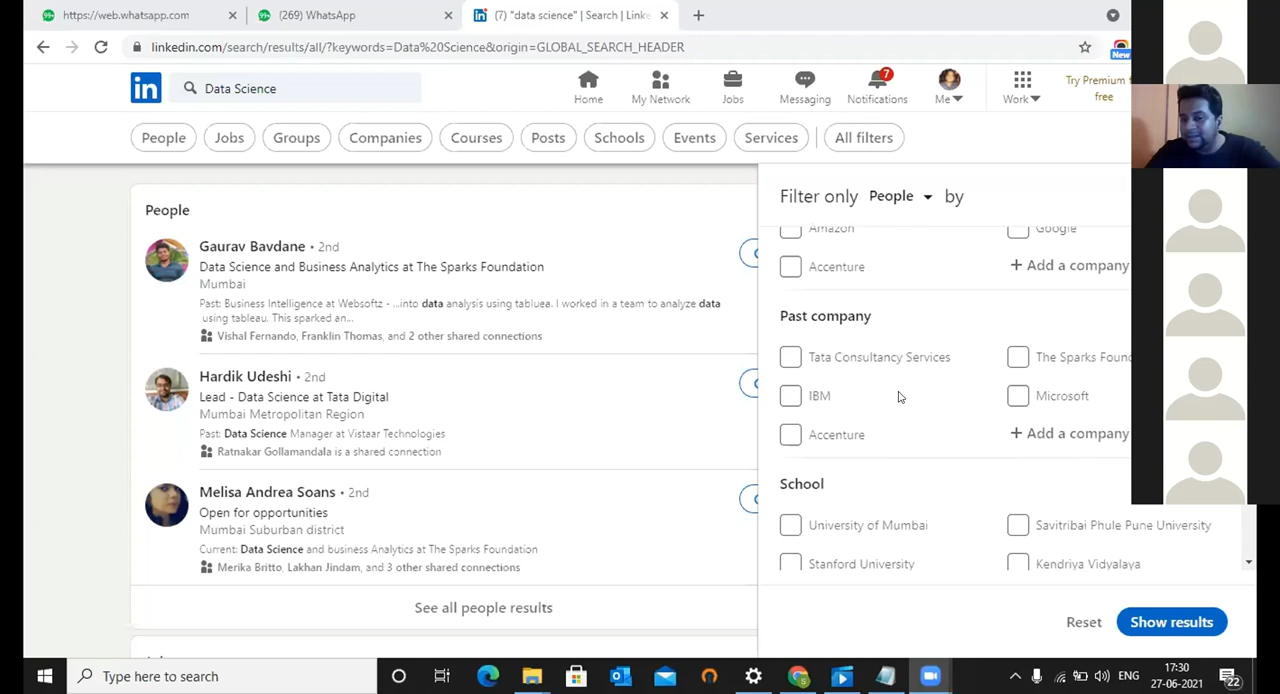 99+ https://web.whatsapp.com
99+ (269) WhatsApp
in (7) "data science" | Search | Linke
linkedin.com/search/results/all/?keywords=Data%20Science&origin=GLOBAL_SEARCH_HEADER
New
in
Data Science
Home
My Network
Jobs
Messaging
7
Notifications
Me
Work
Try Premium f
free
People
Jobs
Groups
Companies
Courses
Posts
Schools
Events
Services
All filters
People
Gaurav Bavdane • 2nd
Data Science and Business Analytics at The Sparks Foundation
Mumbai
Past: Business Intelligence at Websoftz - ...into data analysis using tabluea. I worked in a team to analyze data
using tableau. This sparked an...
Vishal Fernando, Franklin Thomas, and 2 other shared connections
Hardik Udeshi • 2nd
Lead - Data Science at Tata Digital
Mumbai Metropolitan Region
Past: Data Science Manager at Vistaar Technologies
Ratnakar Gollamandala is a shared connection
Melisa Andrea Soans • 2nd
Open for opportunities
Mumbai Suburban district
Current: Data Science and business Analytics at The Sparks Foundation
Merika Britto, Lakhan Jindam, and 3 other shared connections
See all people results
Filter only People by
Amazon
Google
Accenture
+ Add a company
Past company
Tata Consultancy Services
The Sparks Foun
IBM
Microsoft
Accenture
+ Add a company
School
University of Mumbai
Savitribai Phule Pune University
Stanford University
Kendriya Vidyalaya
Reset
Show results
Type here to search
ENG
17:30
27-06-2021
22